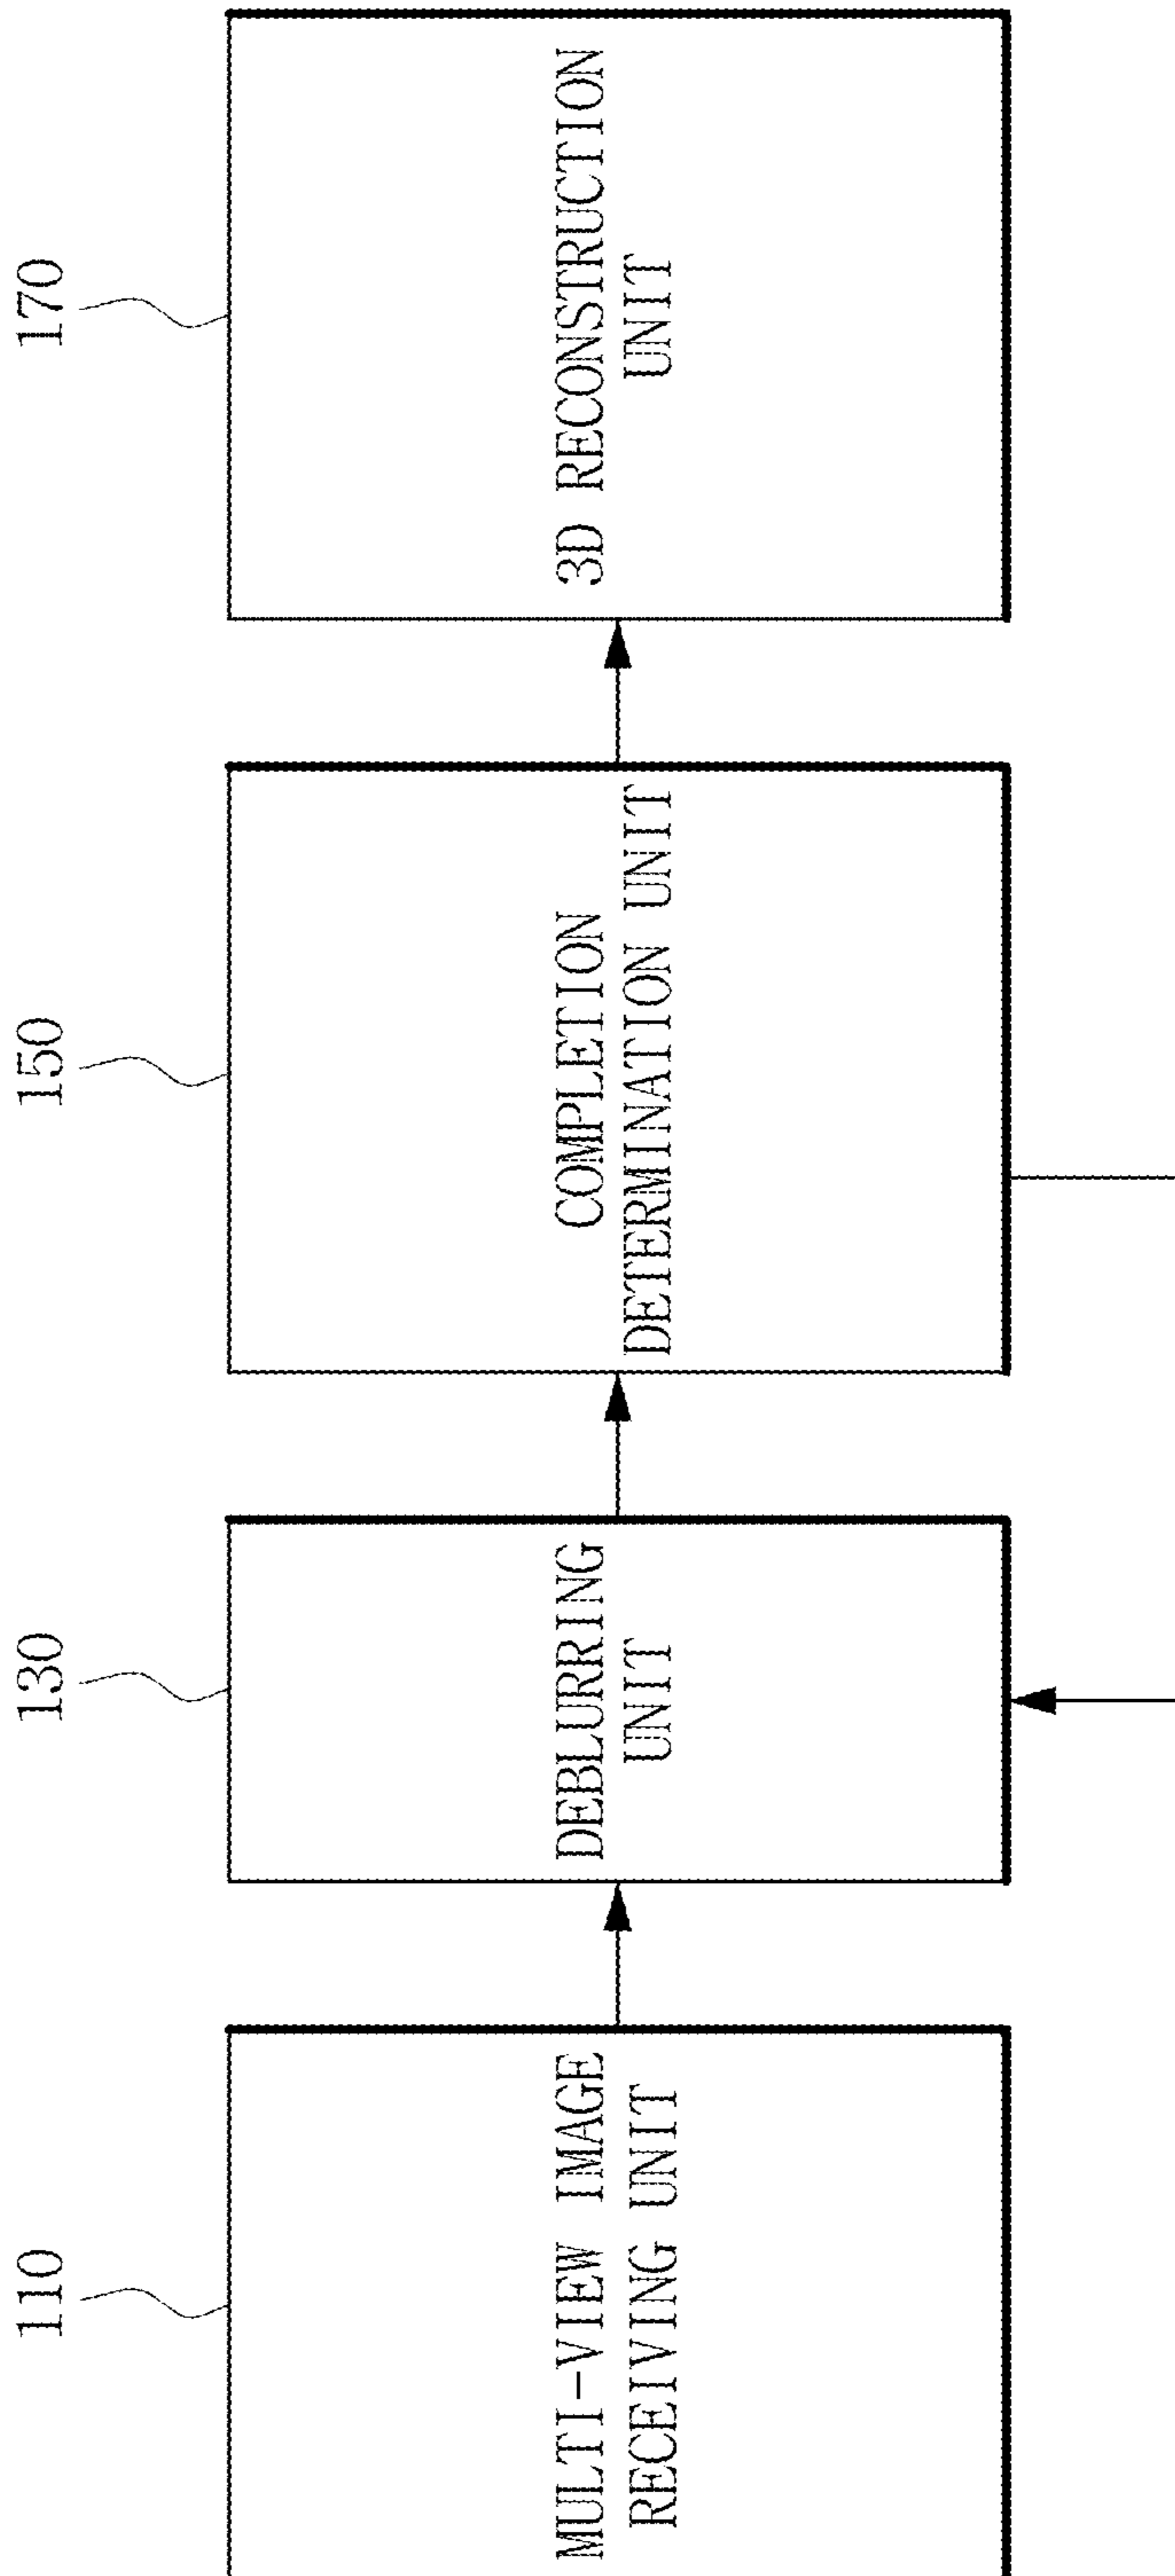 110
MULTI-VIEW IMAGE
RECEIVING UNIT
130
DEBLURRING
UNIT
150
COMPLETION
DETERMINATION UNIT
170
3D RECONSTRUCTION
UNIT